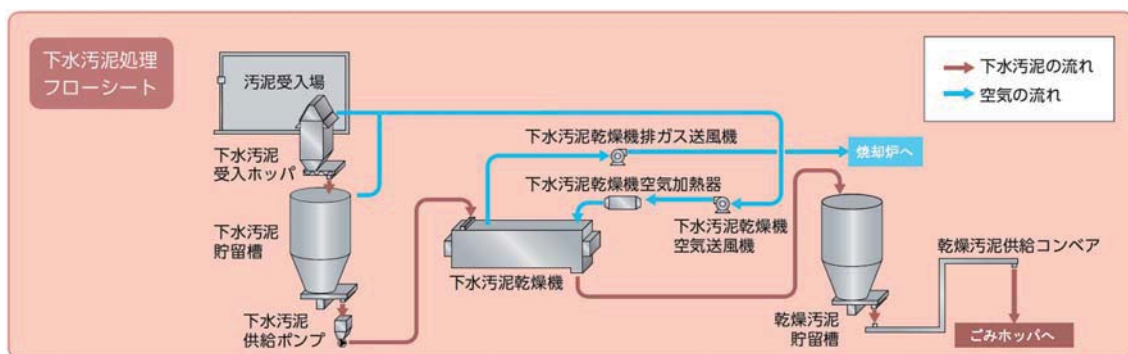 下水汚泥処理
フローシート
汚泥受入場
下水汚泥の流れ
空気の流れ
下水汚泥
受入ホッパ
下水汚泥乾燥機排ガス送風機
焼却炉へ
下水汚泥乾燥機空気加熱器
下水汚泥
貯留槽
下水汚泥乾燥機
空気送風機
乾燥汚泥供給コンベア
下水汚泥乾燥機
下水汚泥
供給ポンプ
乾燥汚泥
貯留槽
ごみホッパへ